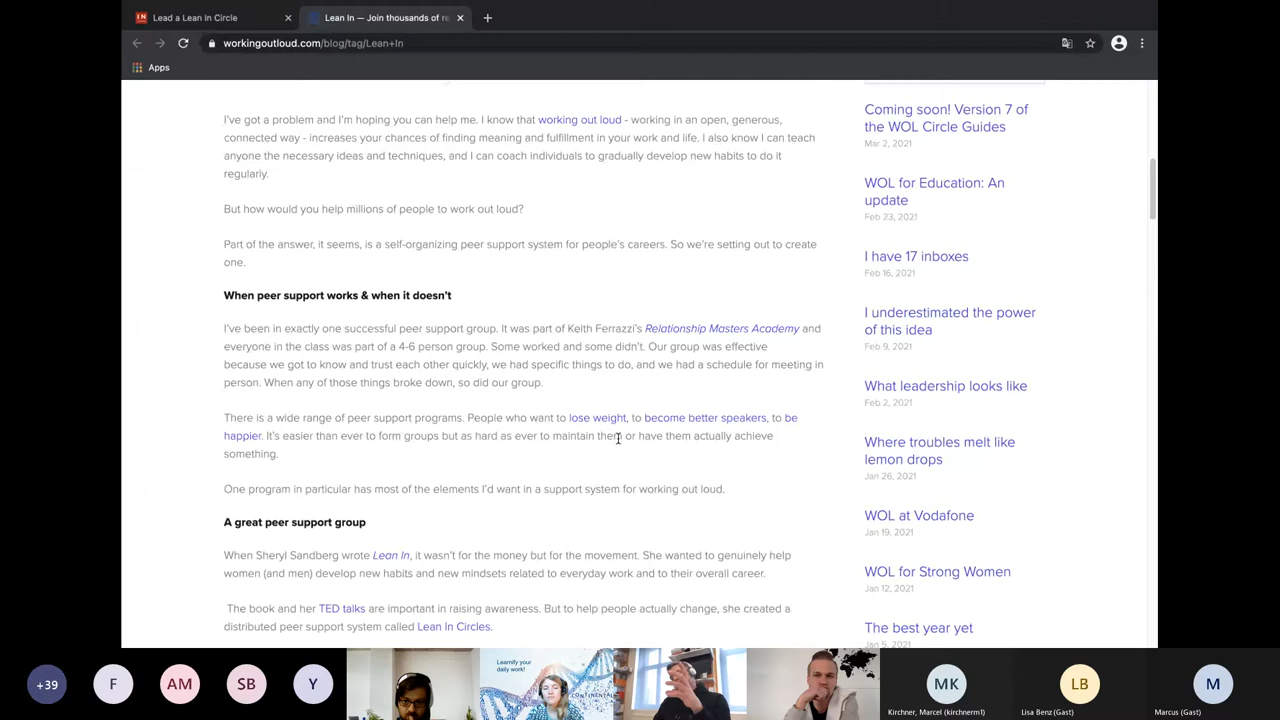 Lead a Lean In Circle
Lean In — Join thousands of re
workingoutloud.com/blog/tag/Lean+In
Apps
I've got a problem and I'm hoping you can help me. I know that working out loud - working in an open, generous,
connected way - increases your chances of finding meaning and fulfillment in your work and life. I also know I can teach
anyone the necessary ideas and techniques, and I can coach individuals to gradually develop new habits to do it
regularly.
But how would you help millions of people to work out loud?
Part of the answer, it seems, is a self-organizing peer support system for people's careers. So we're setting out to create
one.
When peer support works & when it doesn't
I've been in exactly one successful peer support group. It was part of Keith Ferrazzi's Relationship Masters Academy and
everyone in the class was part of a 4-6 person group. Some worked and some didn't. Our group was effective
because we got to know and trust each other quickly, we had specific things to do, and we had a schedule for meeting in
person. When any of those things broke down, so did our group.
There is a wide range of peer support programs. People who want to lose weight, to become better speakers, to be
happier. It's easier than ever to form groups but as hard as ever to maintain them or have them actually achieve
something.
One program in particular has most of the elements I'd want in a support system for working out loud.
A great peer support group
When Sheryl Sandberg wrote Lean In, it wasn't for the money but for the movement. She wanted to genuinely help
women (and men) develop new habits and new mindsets related to everyday work and to their overall career.
The book and her TED talks are important in raising awareness. But to help people actually change, she created a
distributed peer support system called Lean In Circles.
Coming soon! Version 7 of
the WOL Circle Guides
Mar 2, 2021
WOL for Education: An
update
Feb 23, 2021
I have 17 inboxes
Feb 16, 2021
I underestimated the power
of this idea
Feb 9, 2021
What leadership looks like
Feb 2, 2021
Where troubles melt like
lemon drops
Jan 26, 2021
WOL at Vodafone
Jan 19, 2021
WOL for Strong Women
Jan 12, 2021
The best year yet
Jan 5, 2021
+39
F
AM
SB
Y
Learnify your
daily work!
CONTINENTAL
MK
Kirchner, Marcel (kirchnerm1)
LB
Lisa Benz (Gast)
M
Marcus (Gast)